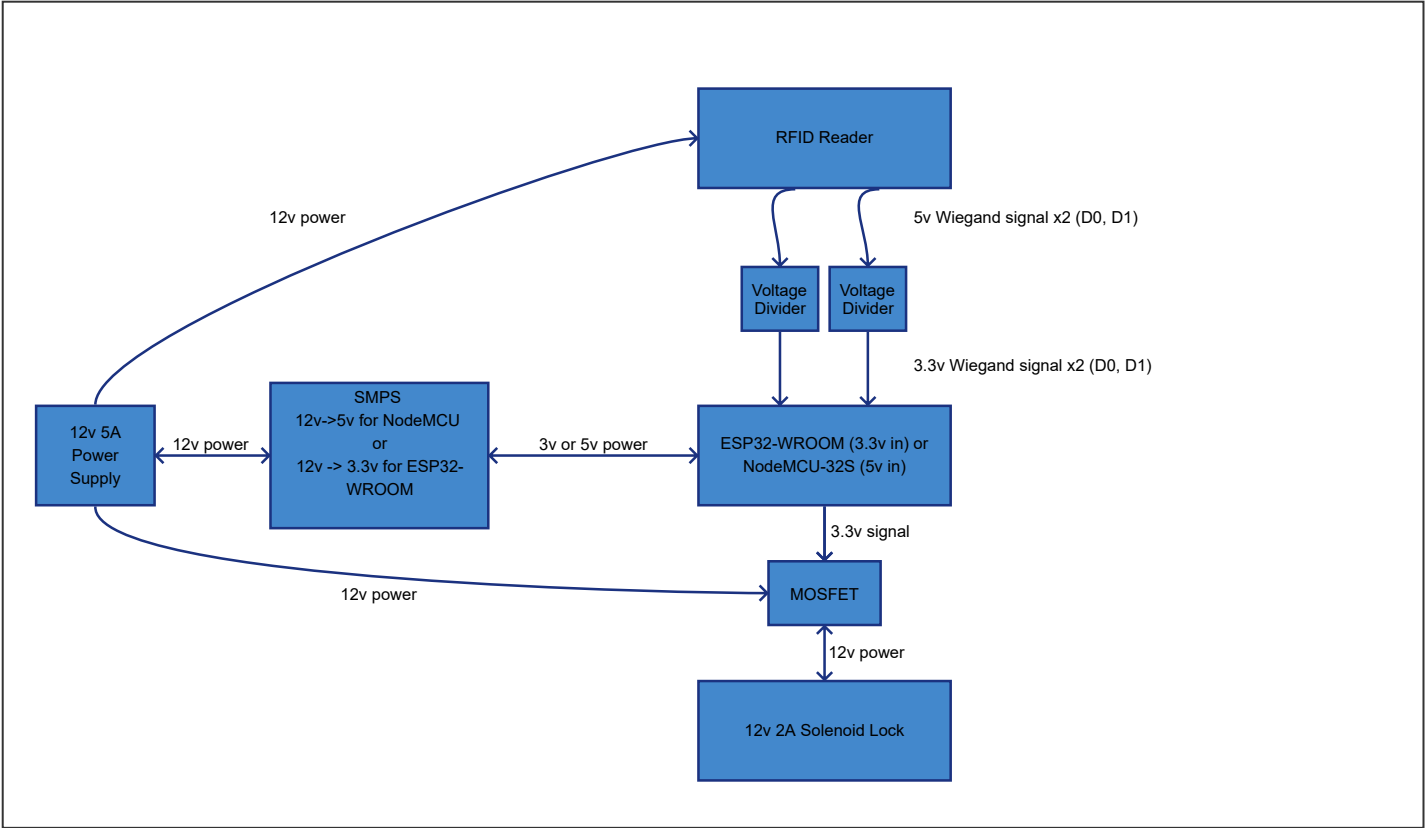 RFID Reader
12v power
5v Wiegand signal x2 (D0, D1)
Voltage
Divider
Voltage
Divider
3.3v Wiegand signal x2 (D0, D1)
12v 5A
Power
Supply
12v power
SMPS
12v->5v for NodeMCU
or
12v -> 3.3v for ESP32-
WROOM
3v or 5v power
ESP32-WROOM (3.3v in) or
NodeMCU-32S (5v in)
3.3v signal
12v power
MOSFET
12v power
12v 2A Solenoid Lock